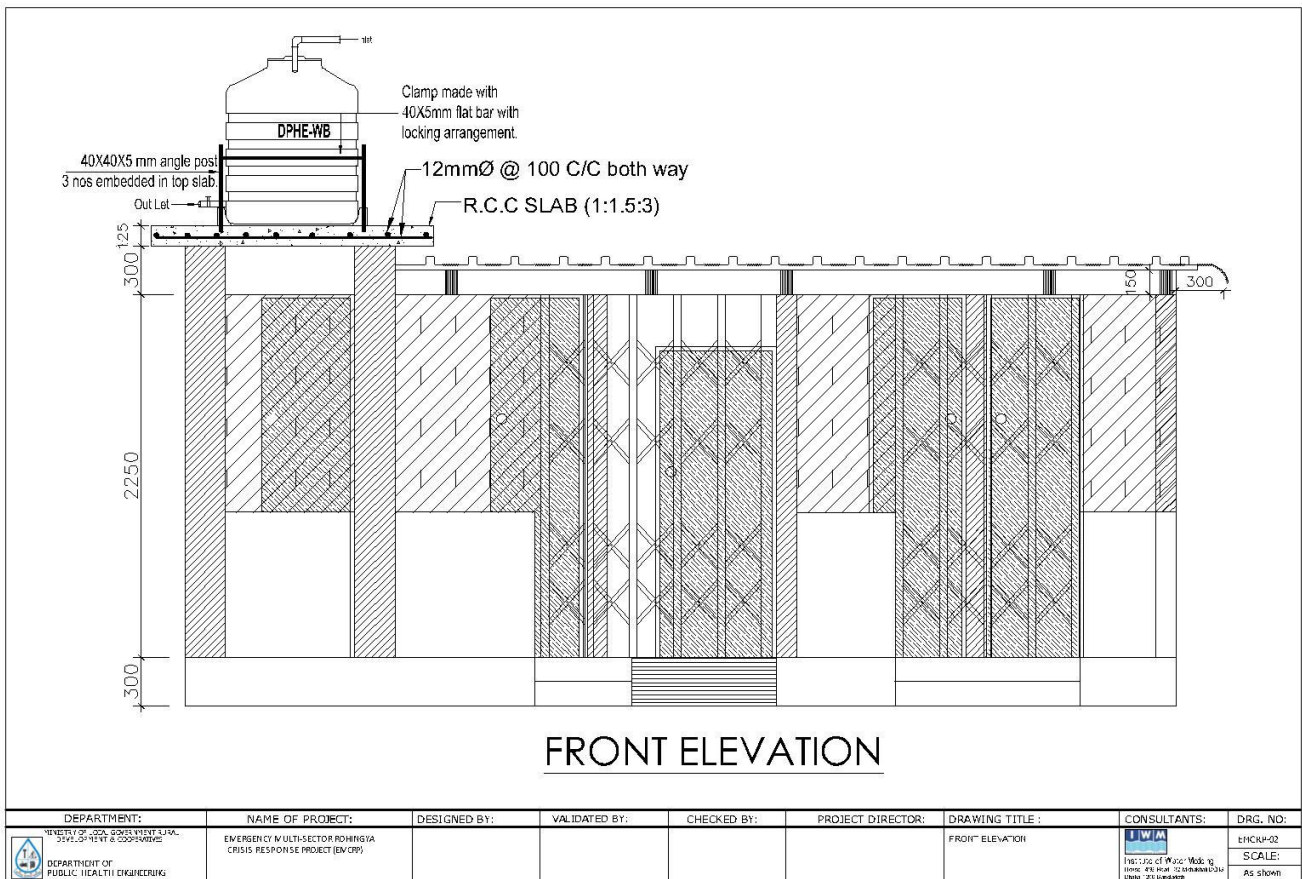 nlet
Clamp made with
40X5mm flat bar with
locking arrangement.
DPHE-WB
40X40X5 mm angle post
3 nos embedded in top slab.
12mmØ @ 100 C/C both way
Out Let
R.C.C SLAB (1:1.5:3)
125
300
150
300
2250
300
FRONT ELEVATION
DEPARTMENT:
MINISTRY OF LOCAL GOVERNMENT RURAL
DEVELOPMENT & COOPERATIVES
DEPARTMENT OF
PUBLIC HEALTH ENGINEERING
NAME OF PROJECT:
EMERGENCY MULTI-SECTOR ROHINGYA
CRISIS RESPONSE PROJECT (EMCRP)
DESIGNED BY:
VALIDATED BY:
CHECKED BY:
PROJECT DIRECTOR:
DRAWING TITLE :
FRONT ELEVATION
CONSULTANTS:
IWM
Institute of Water Modeling
DRG. NO:
EMCRP-02
SCALE:
As shown